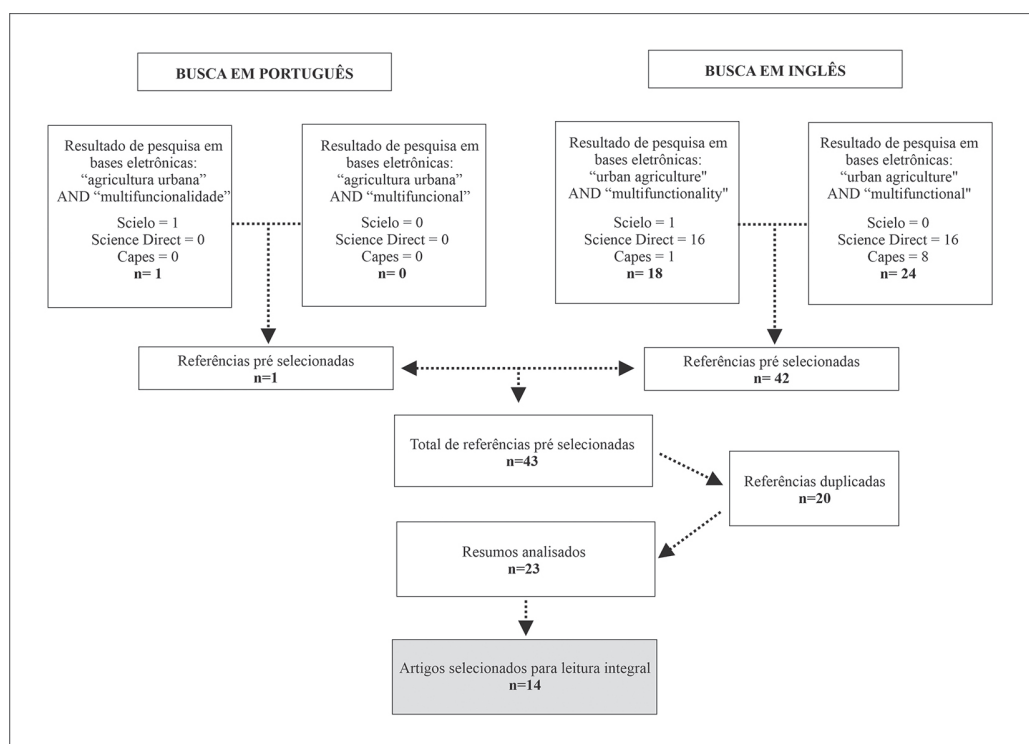 BUSCA EM PORTUGUÊS
BUSCA EM INGLÊS
Resultado de pesquisa em
bases eletrônicas:
“agricultura urbana”
AND “multifuncionalidade”
Scielo = 1
Science Direct = 0
Capes = 0
n= 1
Resultado de pesquisa em
bases eletrônicas:
“agricultura urbana”
AND “multifuncional”
Scielo = 0
Science Direct = 0
Capes = 0
n= 0
Resultado de pesquisa em
bases eletrônicas:
“urban agriculture"
AND “multifunctionality"
Scielo = 1
Science Direct = 16
Capes = 1
n= 18
Resultado de pesquisa em
bases eletrônicas:
“urban agriculture"
AND “multifunctional"
Scielo = 0
Science Direct = 16
Capes = 8
n= 24
Referências pré selecionadas
n=1
Referências pré selecionadas
n= 42
Total de referências pré selecionadas
n=43
Referências duplicadas
n=20
Resumos analisados
n=23
Artigos selecionados para leitura integral
n=14